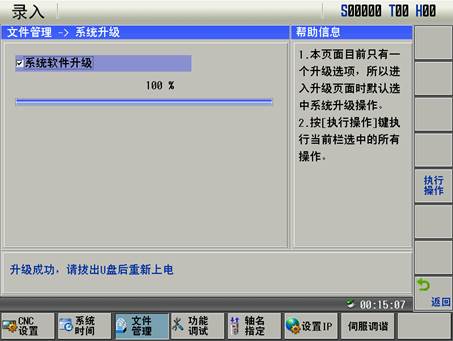 录入
S00000 T00 H00
文件管理 -> 系统升级
系统软件升级
100 %
帮助信息
1.本页面目前只有一
个升级选项，所以进
入升级页面时默认选
中系统升级操作。
2.按[执行操作]键执
行当前栏选中的所有
操作。
执行
操作
返回
升级成功，请拔出U盘后重新上电
00:15:07
CNC
设置
系统
时间
文件
管理
功能
调试
轴名
指定
设置IP
伺服调谐